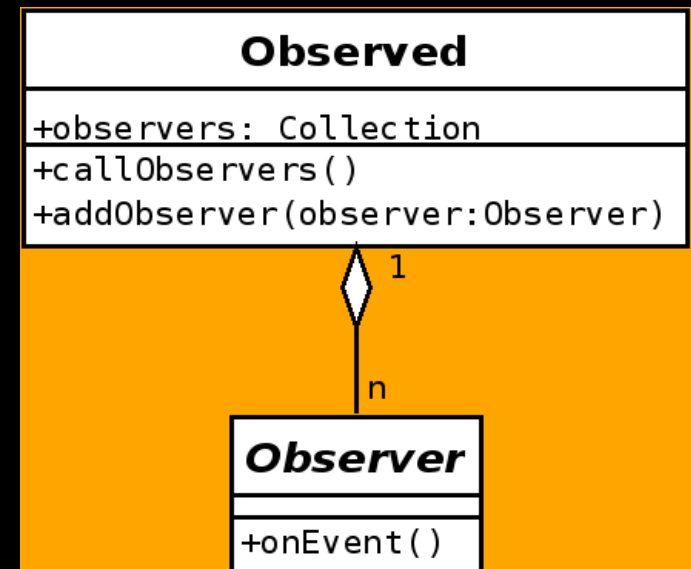 Observed
+observers: Collection
+callObservers()
+addObserver(observer:Observer)
1
n
Observer
+onEvent()